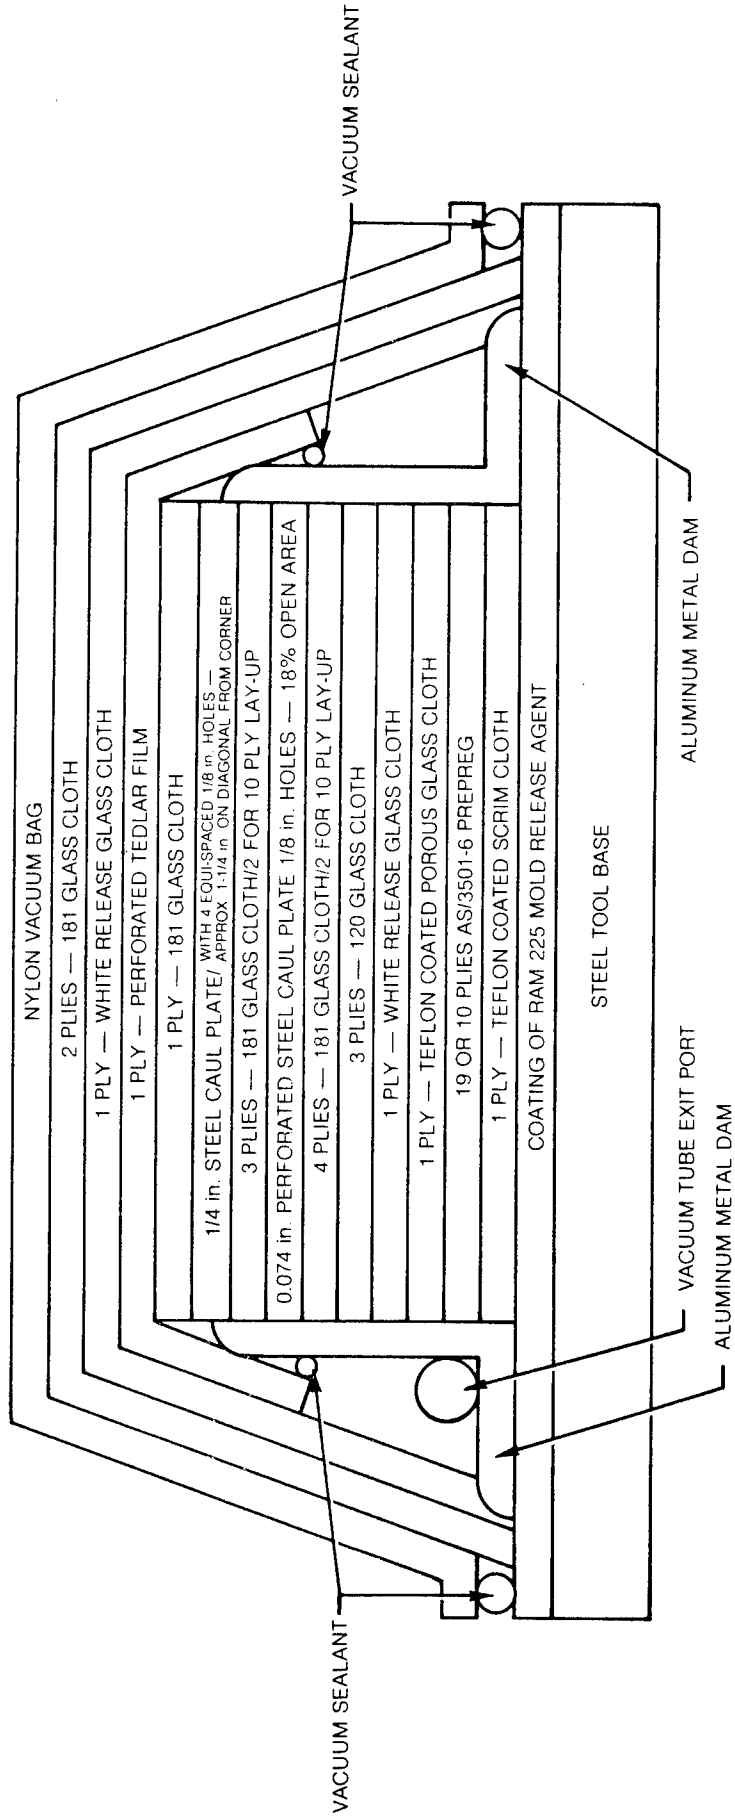 NYLON VACUUM BAG
2 PLIES — 181 GLASS CLOTH
1 PLY — WHITE RELEASE GLASS CLOTH
1 PLY — PERFORATED TEDLAR FILM
1 PLY — 181 GLASS CLOTH
1/4 in. STEEL CAUL PLATE/ WITH 4 EQUI-SPACED 1/8 in. HOLES —
APPROX 1-1/4 in ON DIAGONAL FROM CORNER
3 PLIES — 181 GLASS CLOTH/2 FOR 10 PLY LAY-UP
0.074 in. PERFORATED STEEL CAUL PLATE 1/8 in. HOLES — 18% OPEN AREA
4 PLIES — 181 GLASS CLOTH/2 FOR 10 PLY LAY-UP
3 PLIES — 120 GLASS CLOTH
1 PLY — WHITE RELEASE GLASS CLOTH
1 PLY — TEFLON COATED POROUS GLASS CLOTH
19 OR 10 PLIES AS/3501-6 PREPREG
1 PLY — TEFLON COATED SCRIM CLOTH
COATING OF RAM 225 MOLD RELEASE AGENT
STEEL TOOL BASE
VACUUM SEALANT
VACUUM SEALANT
VACUUM TUBE EXIT PORT
ALUMINUM METAL DAM
ALUMINUM METAL DAM